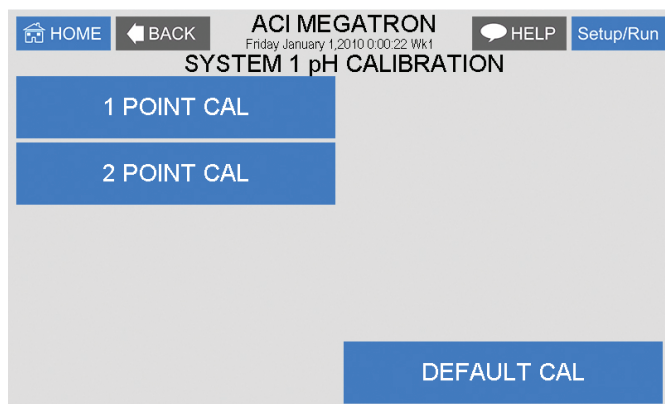 HOME BACK ACI MEGATRON HELP Setup/Run
Friday January 1,2010 0:00:22 Wk1
SYSTEM 1 pH CALIBRATION
1 POINT CAL
2 POINT CAL
DEFAULT CAL